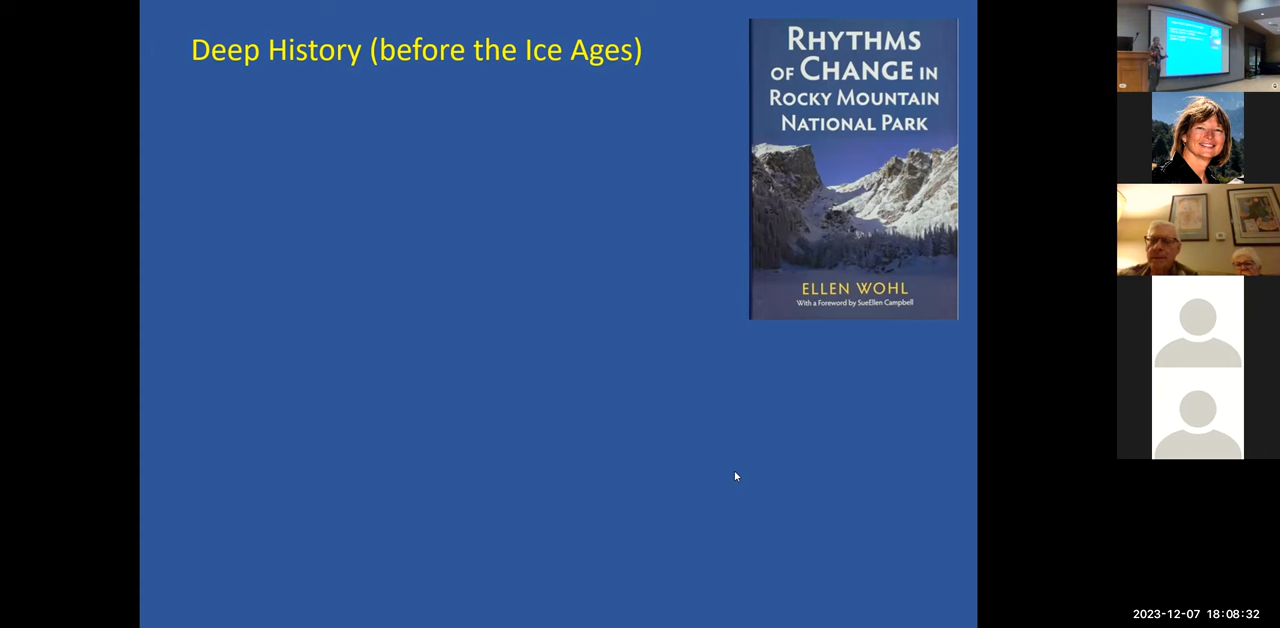 Deep History (before the Ice Ages)
RHYTHMS
OF CHANGE IN
ROCKY MOUNTAIN
NATIONAL PARK
ELLEN WOHL
With a Foreword by SueEllen Campbell
2023-12-07 18:08:32